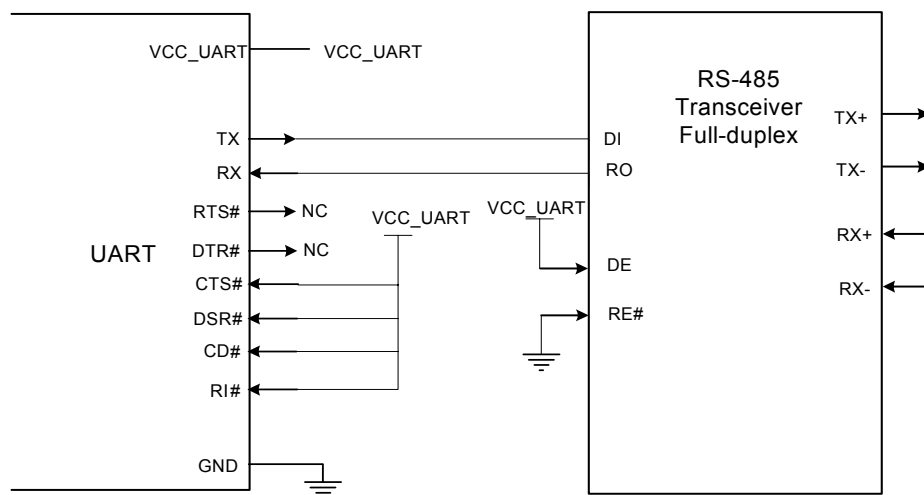 VCC_UART
VCC_UART
TX
RX
RTS#
NC
DTR#
NC
CTS#
DSR#
CD#
RI#
GND
UART
VCC_UART
VCC_UART
RS-485
Transceiver
Full-duplex
DI
RO
DE
RE#
TX+
TX-
RX+
RX-